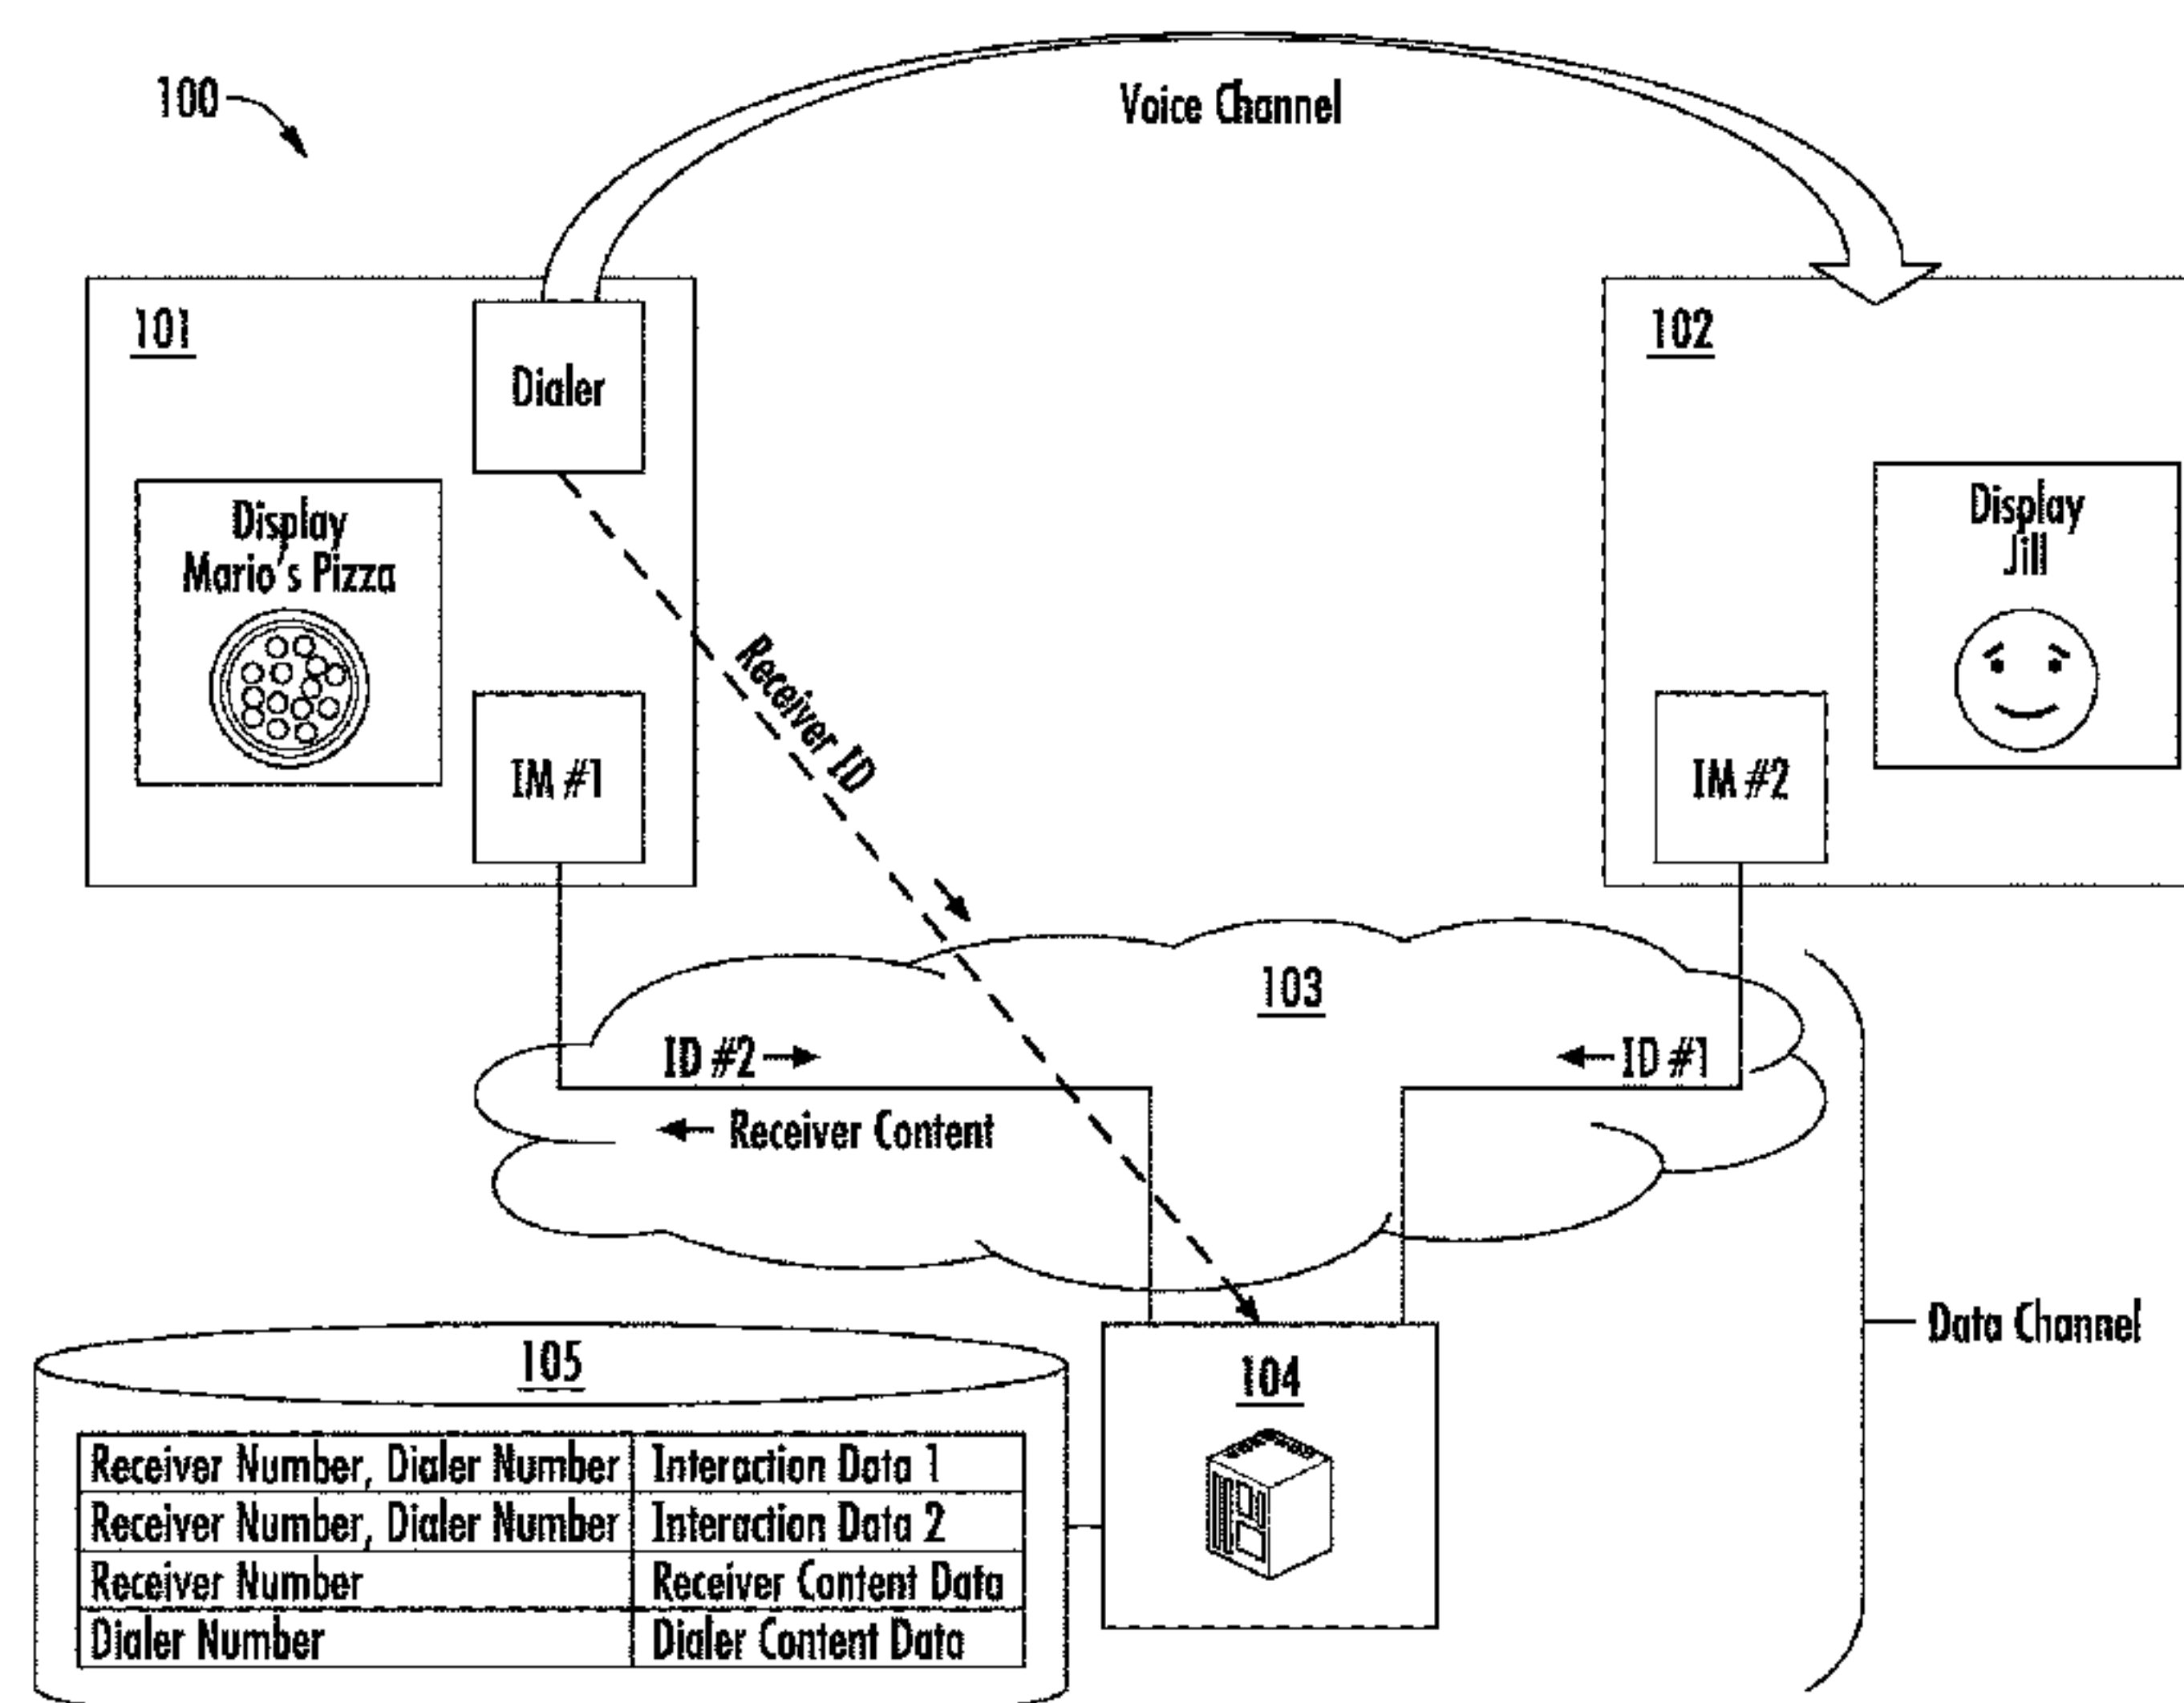 100
Voice Channel
101
Dialer
Display
Mario's Pizza
IM #1
Receiver ID
102
Display
Jill
IM #2
103
ID #2
ID #1
Receiver Content
Data Channel
105
Receiver Number, Dialer Number Interaction Data 1
Receiver Number, Dialer Number Interaction Data 2
Receiver Number Receiver Content Data
Dialer Number Dialer Content Data
104